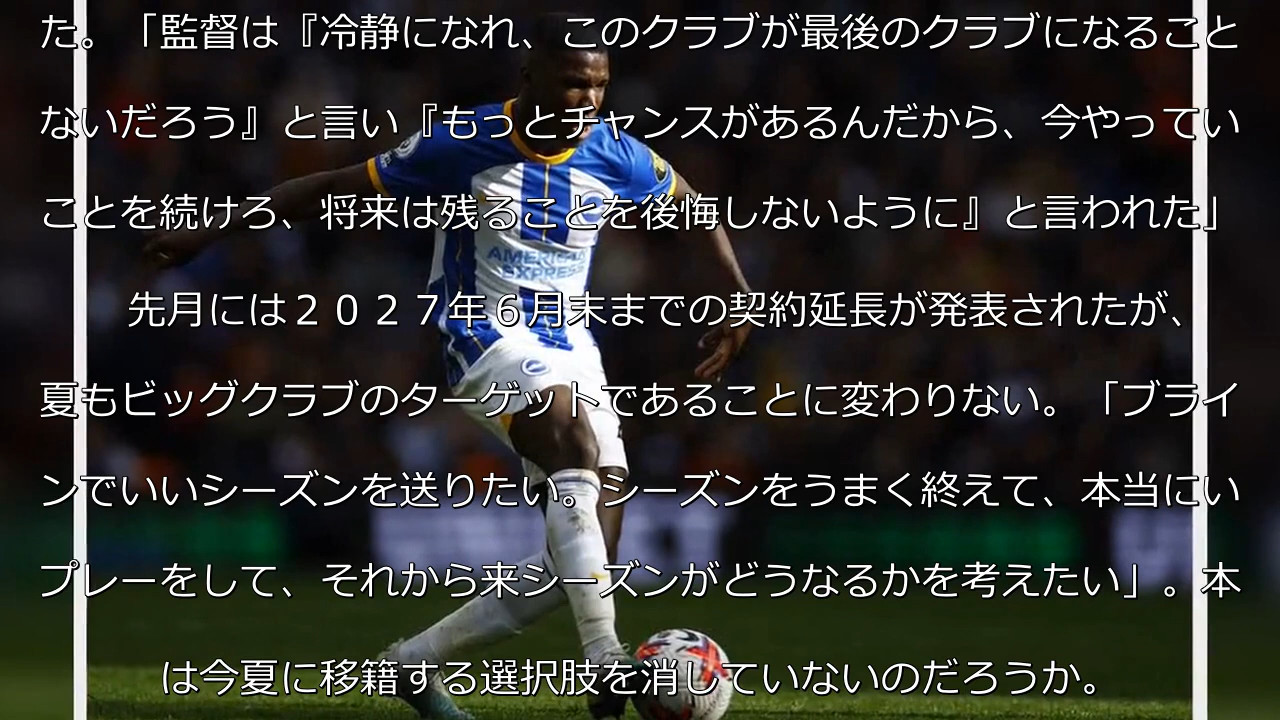 た。「監督は『冷静になれ、このクラブが最後のクラブになること
ないだろう』と言い『もっとチャンスがあるんだから、今やってい
ことを続けろ、将来は残ることを後悔しないように』と言われた」
先月には２０２７年６月末までの契約延長が発表されたが、
夏もビッグクラブのターゲットであることに変わりない。「ブライ
ンでいいシーズンを送りたい。シーズンをうまく終えて、本当にい
プレーをして、それから来シーズンがどうなるかを考えたい」。本
は今夏に移籍する選択肢を消していないのだろうか。
AMERICAN
EXPRESS